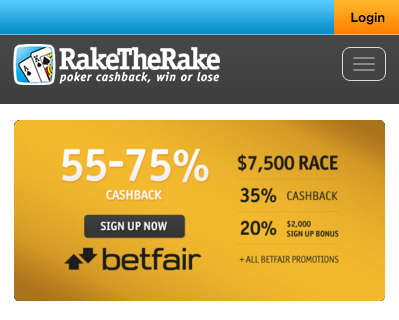 Login
RakeTheRake
poker cashback, win or lose
55-75%
CASHBACK
SIGN UP NOW
betfair
$7,500 RACE
35% CASHBACK
20% $2,000
SIGN UP BONUS
+ ALL BETFAIR PROMOTIONS